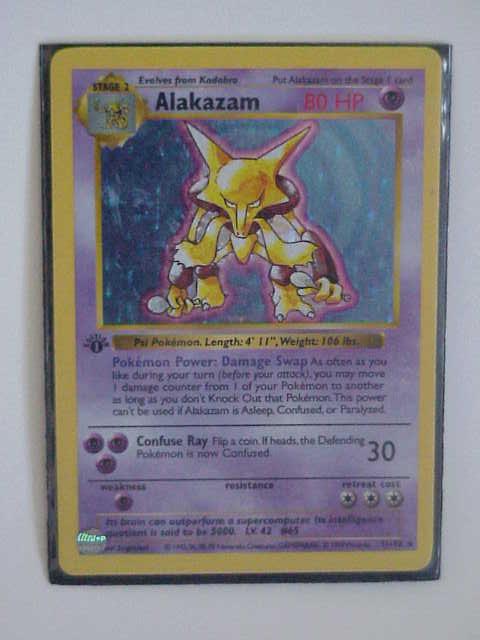 Evolves from Kadabra Put Alakazam on the Stage 1 card
STAGE 2
Alakazam 80 HP
EDITION
1
Psi Pokémon. Length: 4' 11", Weight: 106 lbs.
Pokémon Power: Damage Swap As often as you
like during your turn (before your attack), you may move
1 damage counter from 1 of your Pokémon to another
as long as you don't Knock Out that Pokémon. This power
can't be used if Alakazam is Asleep, Confused, or Paralyzed.
Confuse Ray Flip a coin. If heads, the Defending
Pokémon is now Confused. 30
weakness resistance retreat cost
Its brain can outperform a supercomputer. Its intelligence
quotient is said to be 5000. LV. 42 #65
Ultra•P